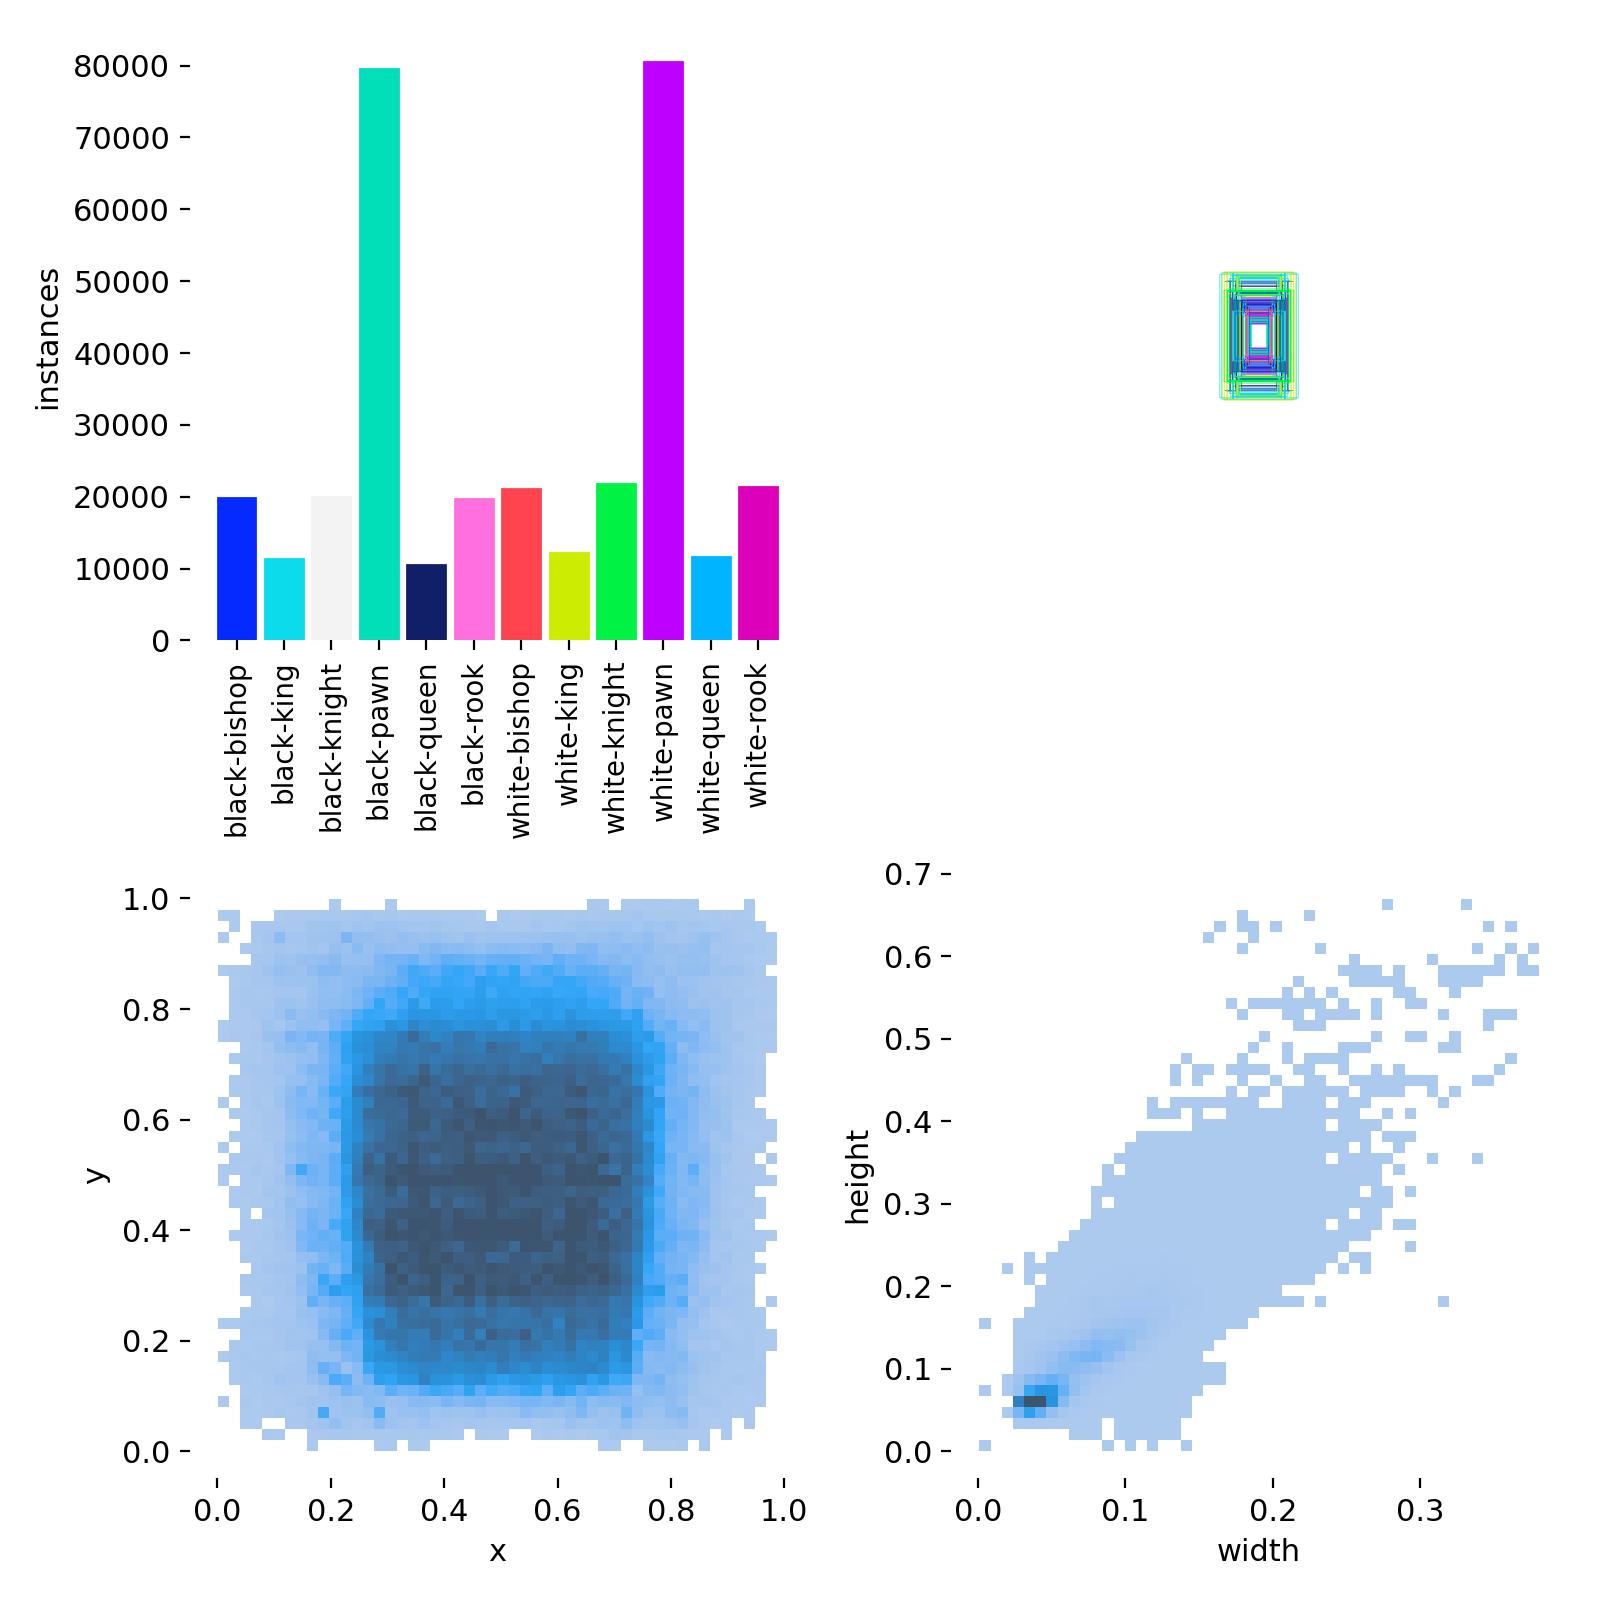 80000
70000
60000
50000
40000
30000
20000
10000
0
instances
black-bishop
black-king
black-knight
black-pawn
black-queen
black-rook
white-bishop
white-king
white-knight
white-pawn
white-queen
white-rook
1.0
0.8
0.6
0.4
0.2
0.0
y
0.0 0.2 0.4 0.6 0.8 1.0
x
0.7
0.6
0.5
0.4
0.3
0.2
0.1
0.0
height
0.0 0.1 0.2 0.3
width